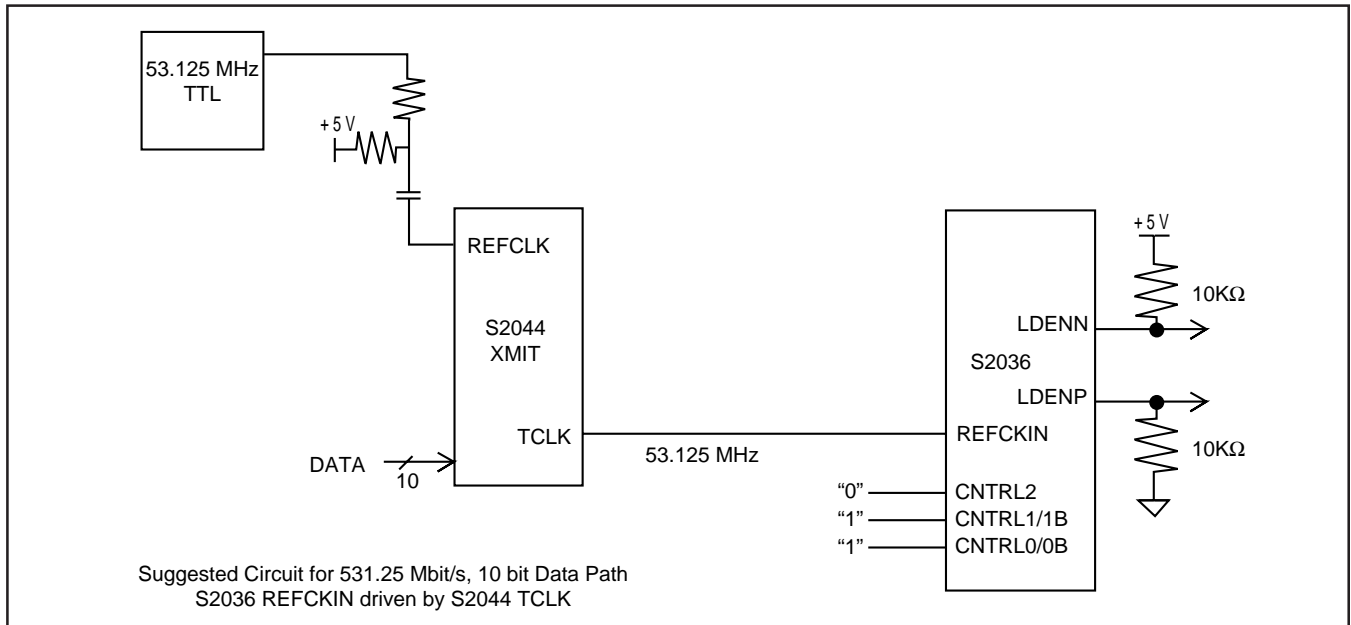 53.125 MHz
TTL
+ 5 V
REFCLK
S2044
XMIT
TCLK
DATA
10
53.125 MHz
+ 5 V
10KΩ
LDENN
S2036
LDENP
REFCKIN
10KΩ
“0”
CNTRL2
“1”
CNTRL1/1B
“1”
CNTRL0/0B
Suggested Circuit for 531.25 Mbit/s, 10 bit Data Path
S2036 REFCKIN driven by S2044 TCLK